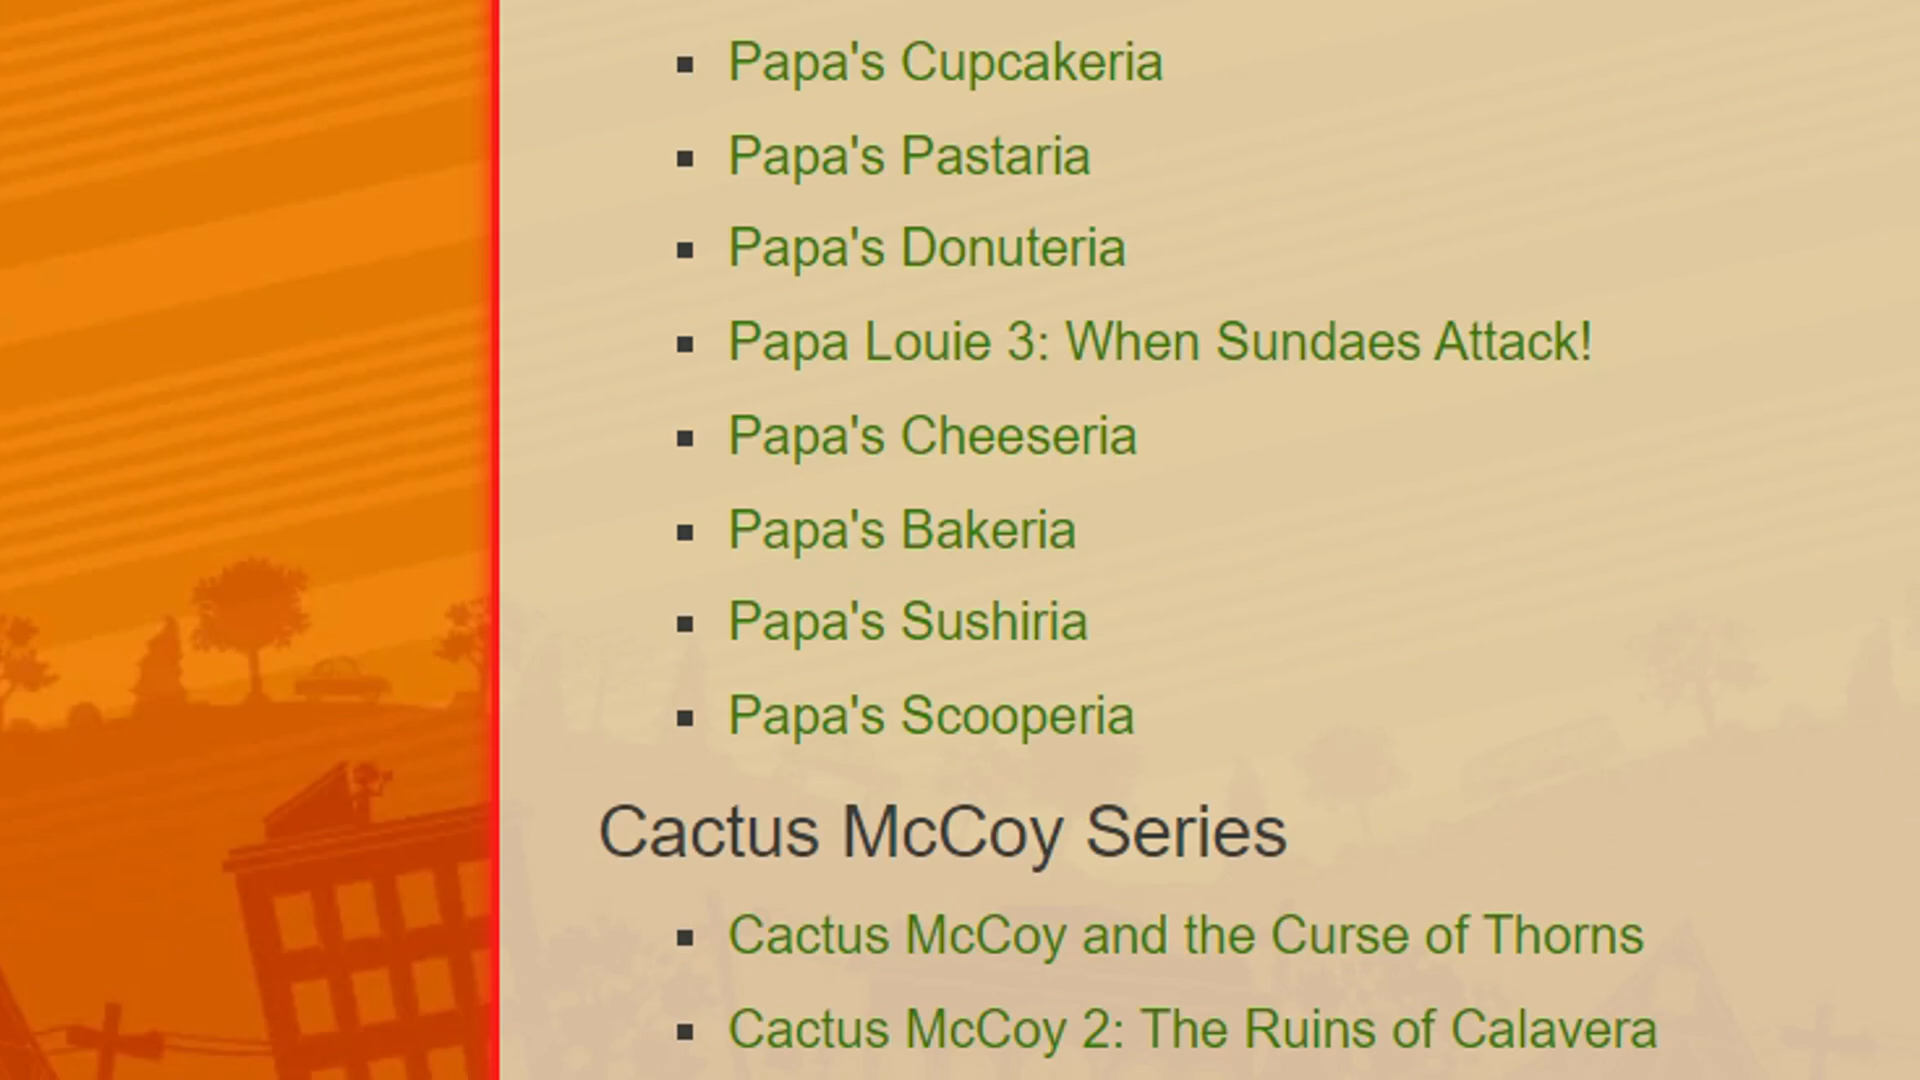 Papa's Cupcakeria
Papa's Pastaria
Papa's Donuteria
Papa Louie 3: When Sundaes Attack!
Papa's Cheeseria
Papa's Bakeria
Papa's Sushiria
Papa's Scooperia
Cactus McCoy Series
Cactus McCoy and the Curse of Thorns
Cactus McCoy 2: The Ruins of Calavera